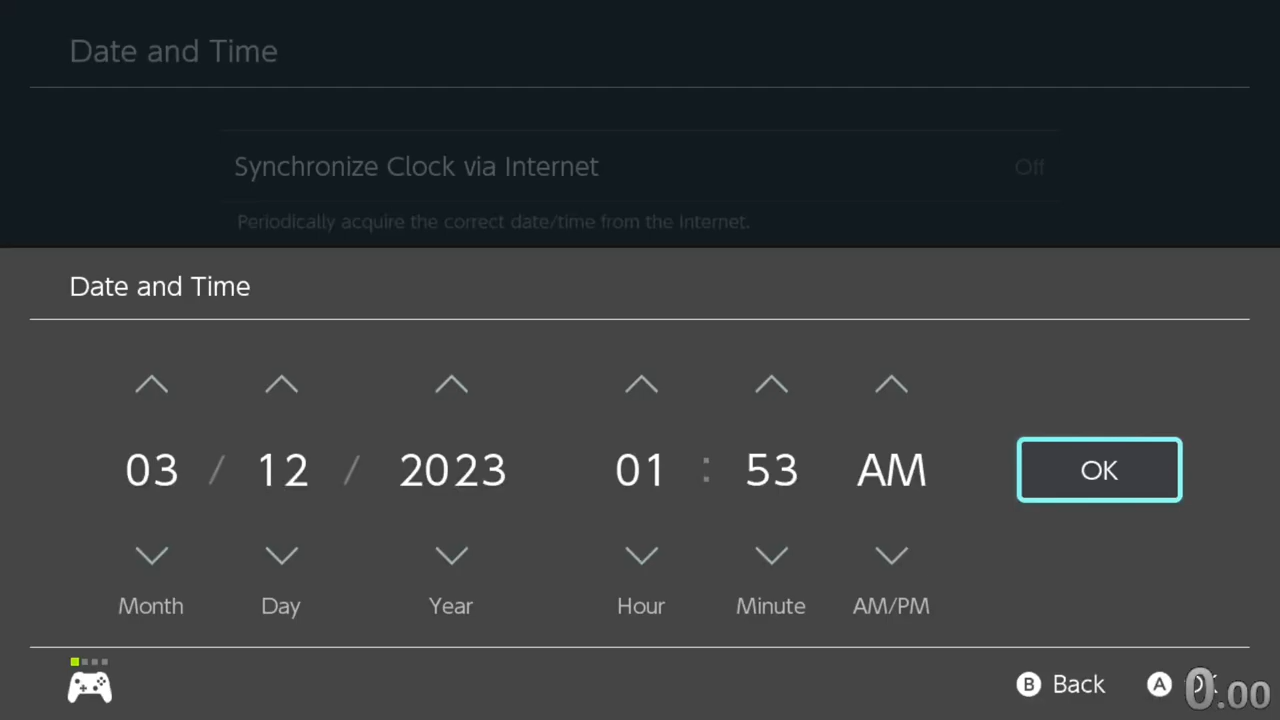 Date and Time
Synchronize Clock via Internet Off
Periodically acquire the correct date/time from the Internet.
Date and Time
03 / 12 / 2023 01 : 53 AM OK
Month Day Year Hour Minute AM/PM
B Back A OK
0.00